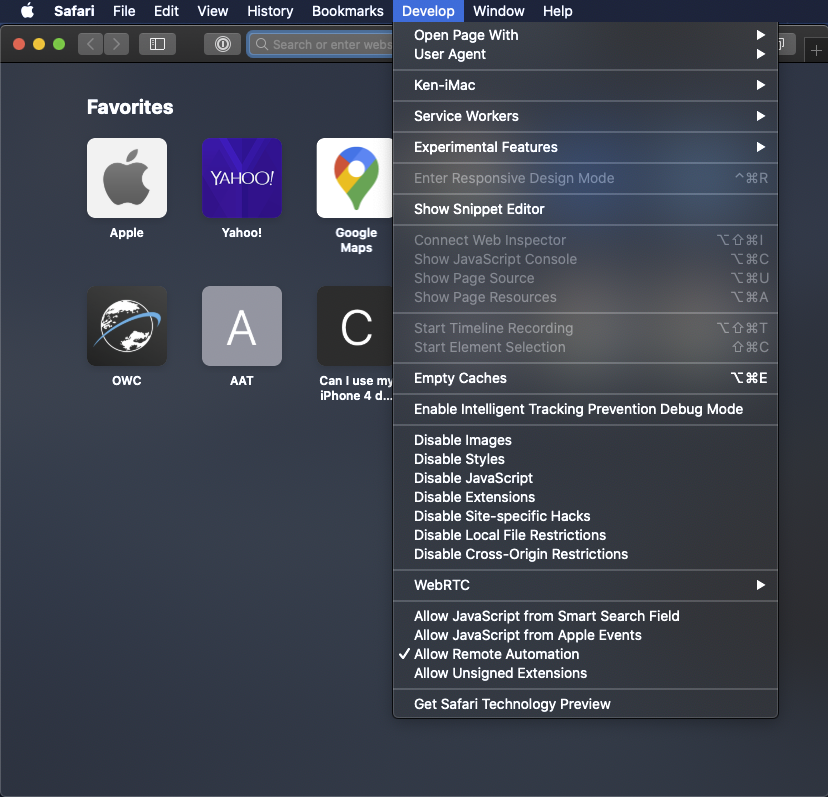 Safari File Edit View History Bookmarks Develop Window Help
Search or enter webs
Favorites
YAHOO!
Apple Yahoo! Google
Maps
A C
OWC AAT Can I use my
iPhone 4 d...
Open Page With
User Agent
Ken-iMac
Service Workers
Experimental Features
Enter Responsive Design Mode ^⌘R
Show Snippet Editor
Connect Web Inspector ⌥⇧⌘I
Show JavaScript Console ⌥⌘C
Show Page Source ⌥⌘U
Show Page Resources ⌥⌘A
Start Timeline Recording ⌥⇧⌘T
Start Element Selection ⇧⌘C
Empty Caches ⌥⌘E
Enable Intelligent Tracking Prevention Debug Mode
Disable Images
Disable Styles
Disable JavaScript
Disable Extensions
Disable Site-specific Hacks
Disable Local File Restrictions
Disable Cross-Origin Restrictions
WebRTC
Allow JavaScript from Smart Search Field
Allow JavaScript from Apple Events
✓ Allow Remote Automation
Allow Unsigned Extensions
Get Safari Technology Preview